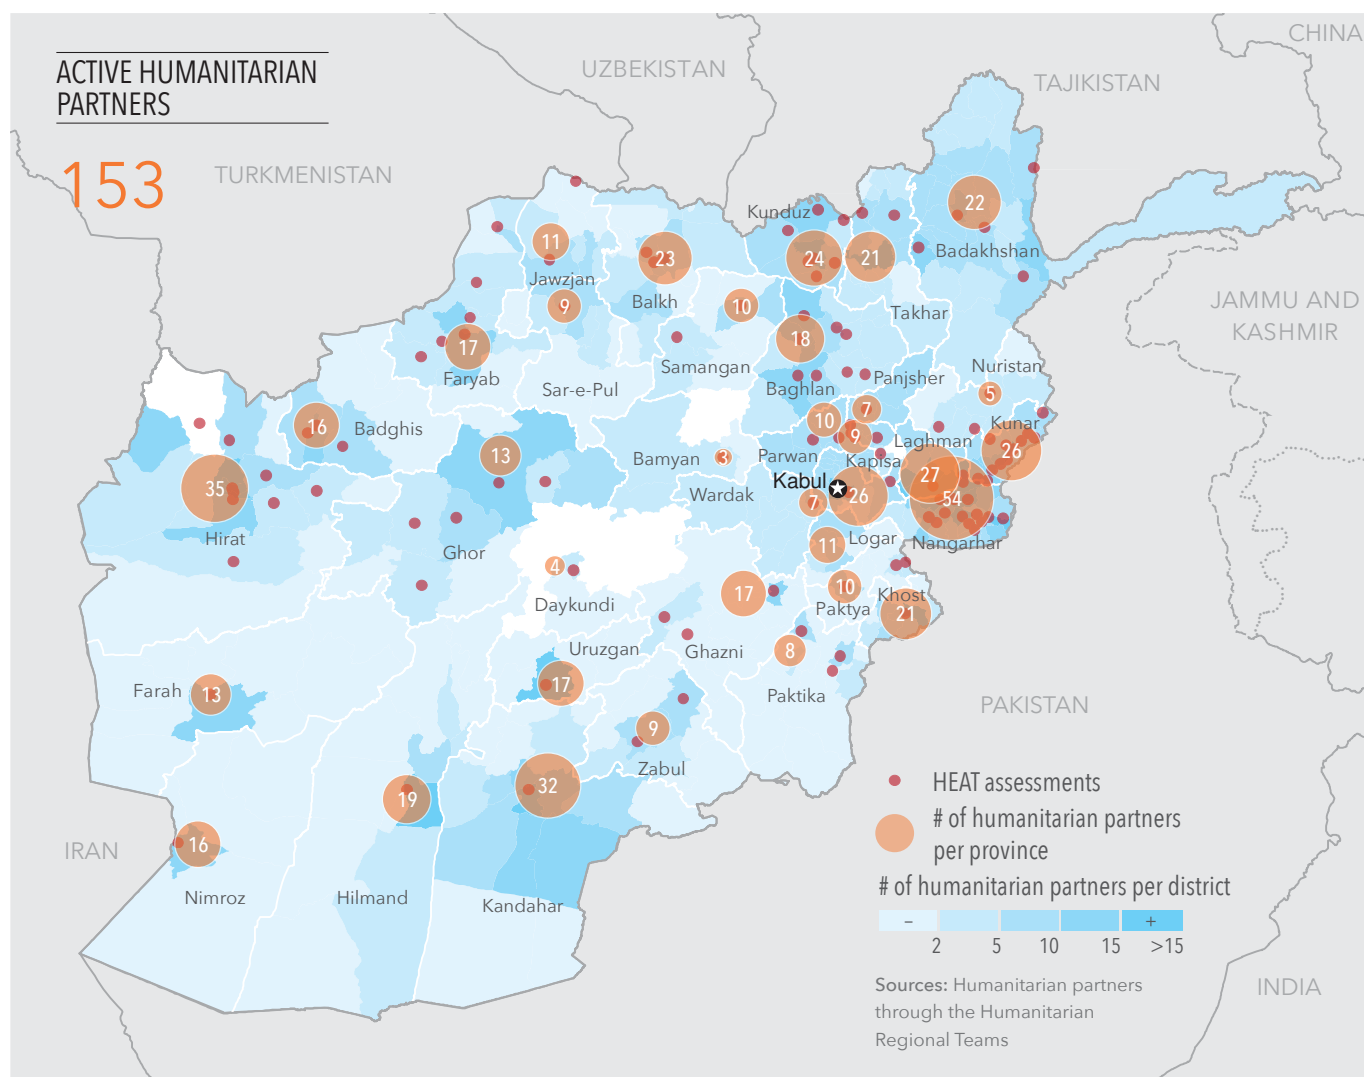 ACTIVE HUMANITARIAN
PARTNERS
153
CHINA
UZBEKISTAN
TAJIKISTAN
TURKMENISTAN
22
Kunduz
11
Badakhshan
23
24
21
Jawzjan
JAMMU AND
KASHMIR
9
Balkh
10
Takhar
17
18
Samangan
Nuristan
Faryab
Sar-e-Pul
Baghlan
Panjsher
5
16
Badghis
10
7
Kunar
9
Laghman
13
Bamyan
3
Parwan
Kapisa
26
35
Wardak
Kabul
27
7
26
54
Hirat
Ghor
11
Logar
Nangarhar
4
Daykundi
17
10
Paktya
Khost
21
Uruzgan
Ghazni
8
Farah
13
17
Paktika
PAKISTAN
9
Zabul
19
32
HEAT assessments
# of humanitarian partners
per province
IRAN
16
Nimroz
Hilmand
Kandahar
# of humanitarian partners per district
– +
2 5 10 15 >15
Sources: Humanitarian partners
through the Humanitarian
Regional Teams
INDIA